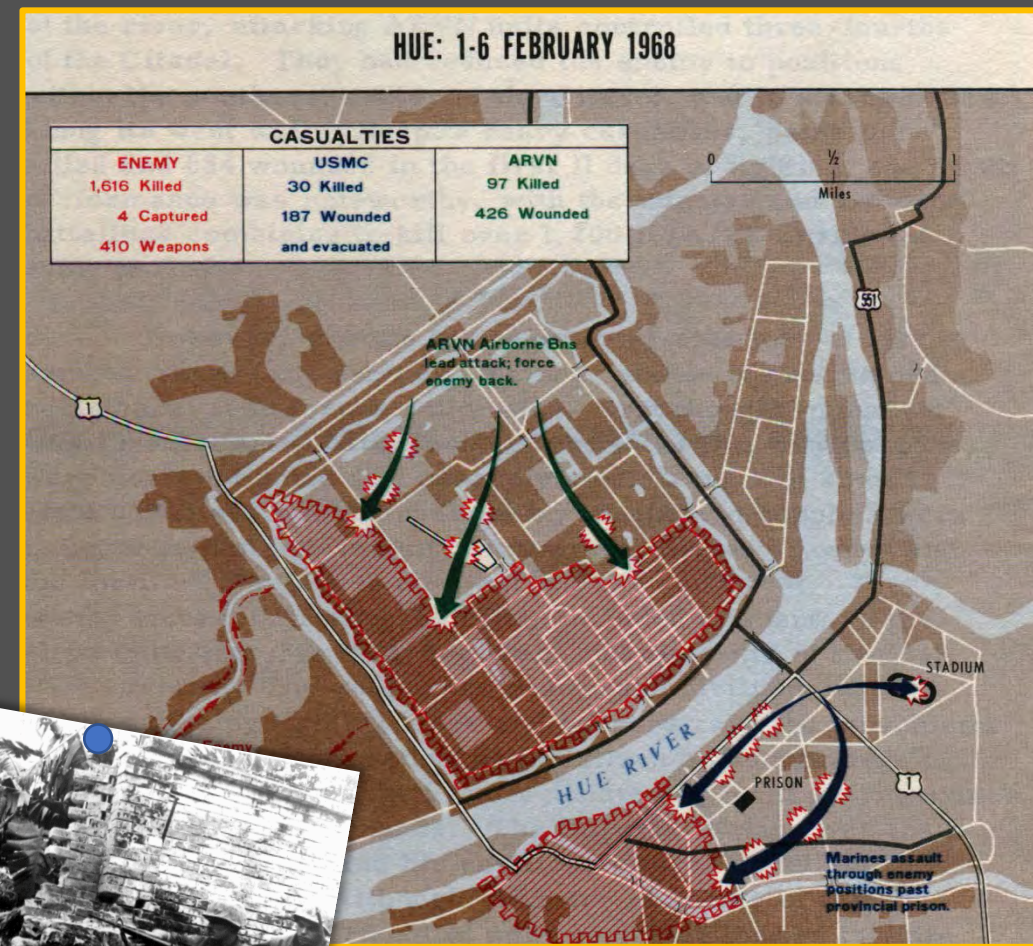 HUE: 1-6 FEBRUARY 1968
CASUALTIES
ENEMY
1,616 Killed
4 Captured
410 Weapons
USMC
30 Killed
187 Wounded
and evacuated
ARVN
97 Killed
426 Wounded
0 ½ 1
Miles
551
ARVN Airborne Bns
lead attack; force
enemy back.
1
STADIUM
HUE RIVER
PRISON
1
Enemy
Marines assault
through enemy
positions past
provincial prison.